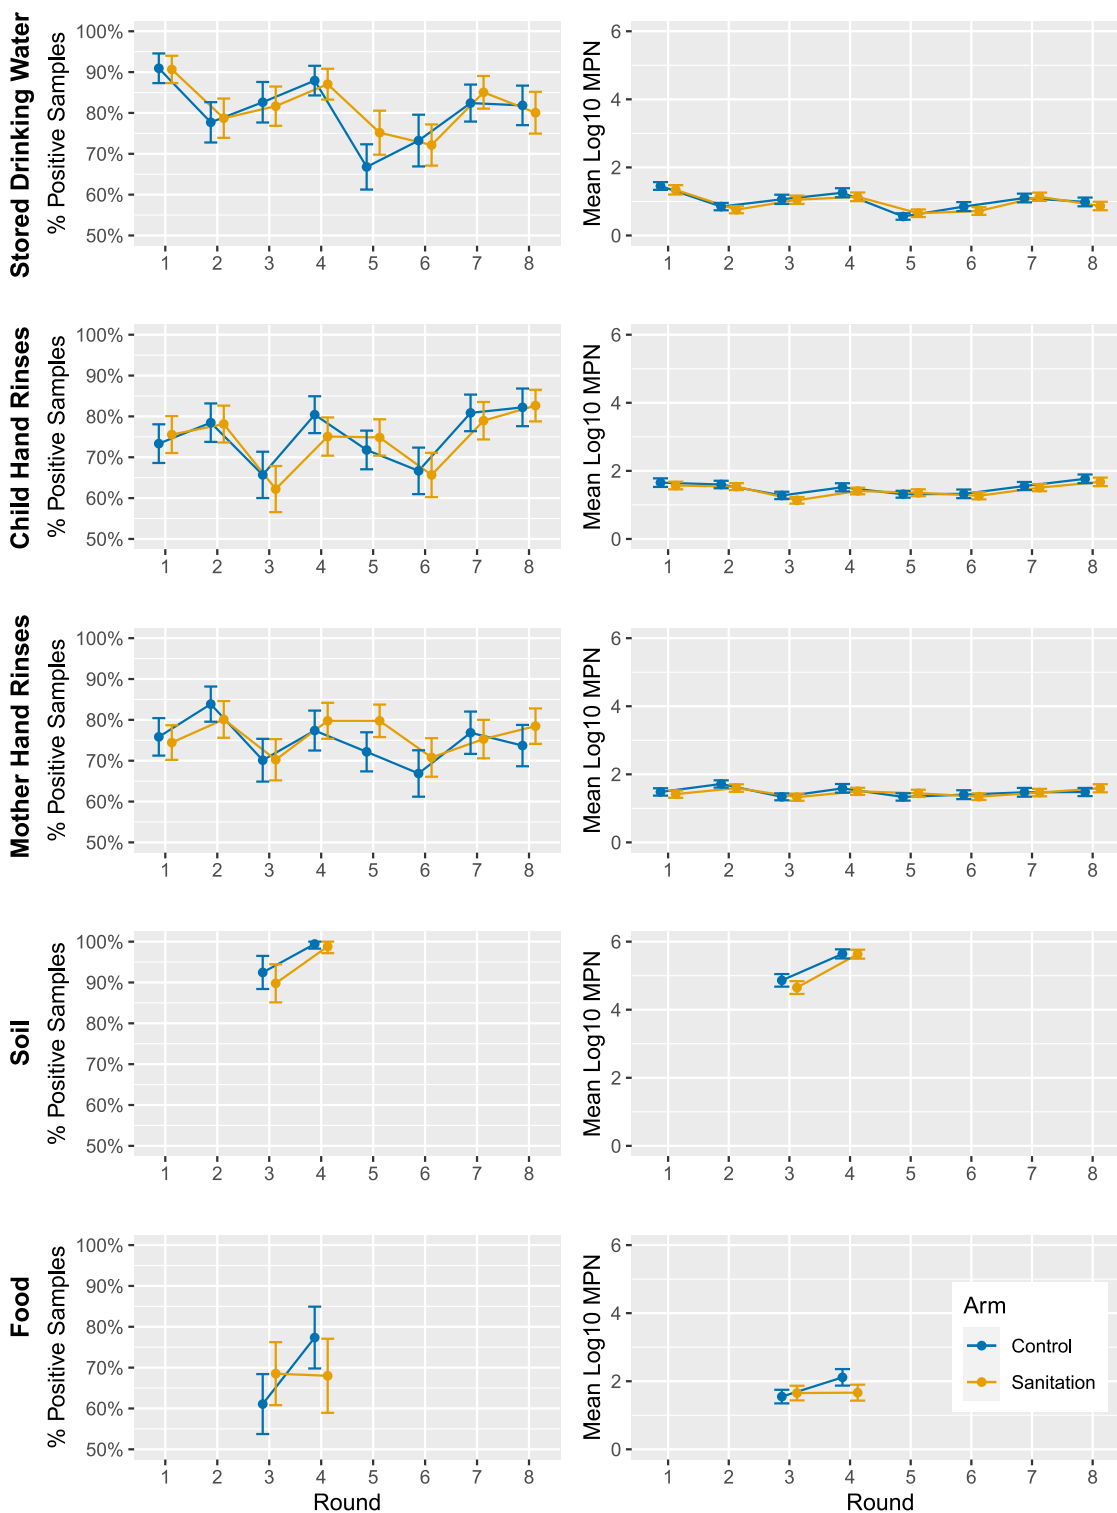 Stored Drinking Water
% Positive Samples
100%
90%
80%
70%
60%
50%
1 2 3 4 5 6 7 8
Mean Log10 MPN
6
4
2
0
1 2 3 4 5 6 7 8
Child Hand Rinses
% Positive Samples
100%
90%
80%
70%
60%
50%
1 2 3 4 5 6 7 8
Mean Log10 MPN
6
4
2
0
1 2 3 4 5 6 7 8
Mother Hand Rinses
% Positive Samples
100%
90%
80%
70%
60%
50%
1 2 3 4 5 6 7 8
Mean Log10 MPN
6
4
2
0
1 2 3 4 5 6 7 8
Soil
% Positive Samples
100%
90%
80%
70%
60%
50%
1 2 3 4 5 6 7 8
Mean Log10 MPN
6
4
2
0
1 2 3 4 5 6 7 8
Food
% Positive Samples
100%
90%
80%
70%
60%
50%
1 2 3 4 5 6 7 8
Round
Mean Log10 MPN
6
4
2
0
1 2 3 4 5 6 7 8
Round
Arm
Control
Sanitation